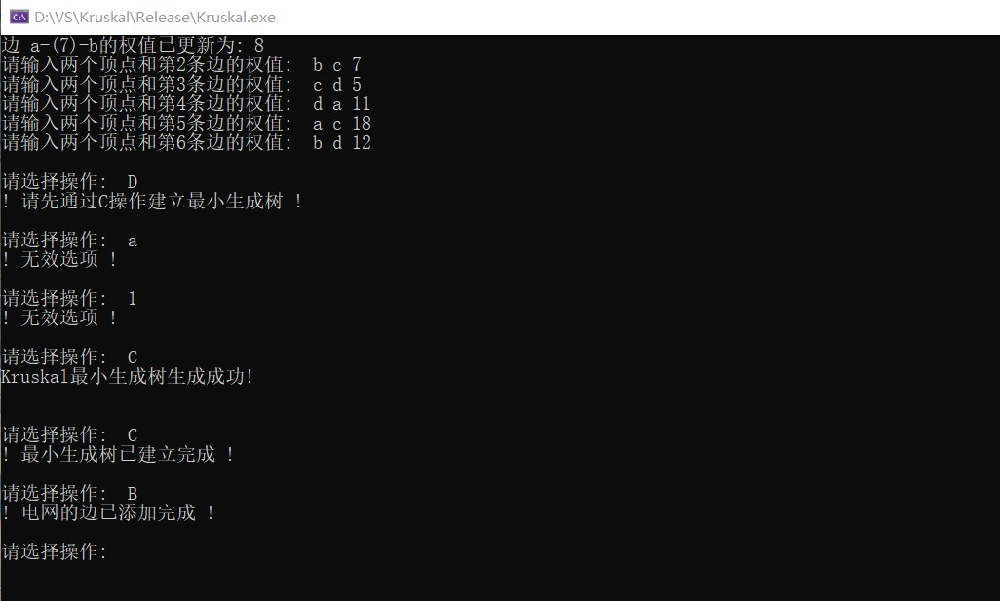 D:\VS\Kruskal\Release\Kruskal.exe
边 a-(7)-b的权值已更新为: 8
请输入两个顶点和第2条边的权值:  b c 7
请输入两个顶点和第3条边的权值:  c d 5
请输入两个顶点和第4条边的权值:  d a 11
请输入两个顶点和第5条边的权值:  a c 18
请输入两个顶点和第6条边的权值:  b d 12
请选择操作:  D
! 请先通过C操作建立最小生成树 !
请选择操作:  a
! 无效选项 !
请选择操作:  1
! 无效选项 !
请选择操作:  C
Kruskal最小生成树生成成功!
请选择操作:  C
! 最小生成树已建立完成 !
请选择操作:  B
! 电网的边已添加完成 !
请选择操作: